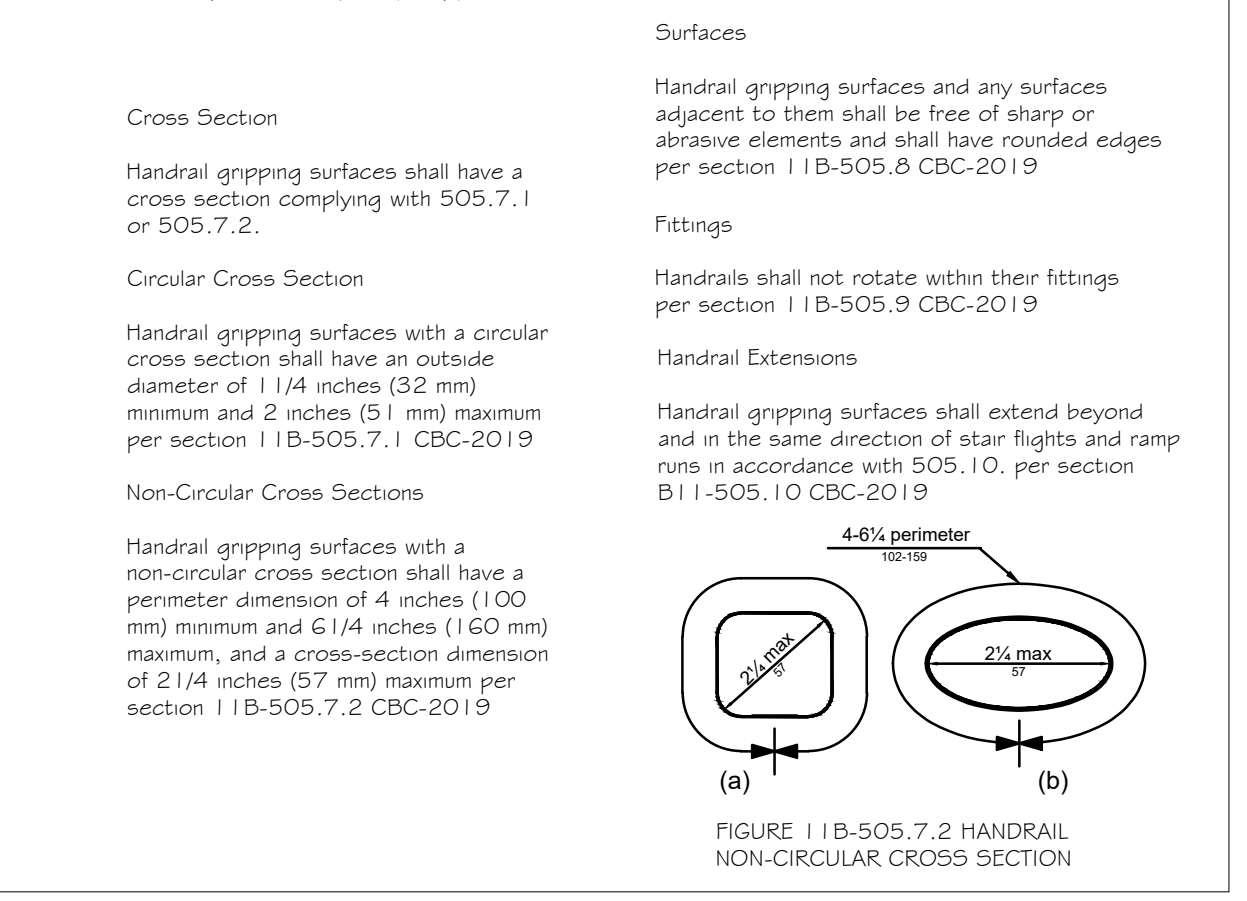 Cross Section
Handrail gripping surfaces shall have a
cross section complying with 505.7.1
or 505.7.2.
Circular Cross Section
Handrail gripping surfaces with a circular
cross section shall have an outside
diameter of 11/4 inches (32 mm)
minimum and 2 inches (51 mm) maximum
per section 11B-505.7.1 CBC-2019
Non-Circular Cross Sections
Handrail gripping surfaces with a
non-circular cross section shall have a
perimeter dimension of 4 inches (100
mm) minimum and 61/4 inches (160 mm)
maximum, and a cross-section dimension
of 21/4 inches (57 mm) maximum per
section 11B-505.7.2 CBC-2019
Surfaces
Handrail gripping surfaces and any surfaces
adjacent to them shall be free of sharp or
abrasive elements and shall have rounded edges
per section 11B-505.8 CBC-2019
Fittings
Handrails shall not rotate within their fittings
per section 11B-505.9 CBC-2019
Handrail Extensions
Handrail gripping surfaces shall extend beyond
and in the same direction of stair flights and ramp
runs in accordance with 505.10. per section
B11-505.10 CBC-2019
4-6¼ perimeter
102-159
2¼ max
57
2¼ max
57
(a)
(b)
FIGURE 11B-505.7.2 HANDRAIL
NON-CIRCULAR CROSS SECTION